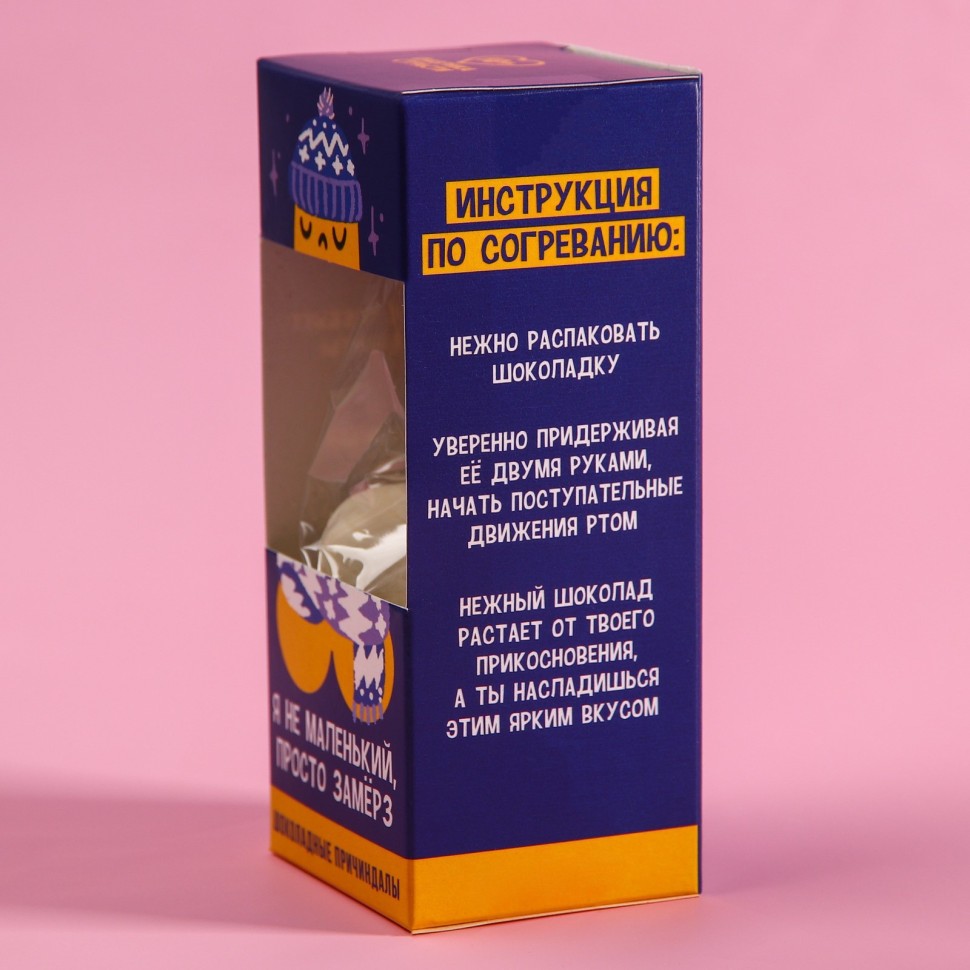 ИНСТРУКЦИЯ
ПО СОГРЕВАНИЮ:
НЕЖНО РАСПАКОВАТЬ
ШОКОЛАДКУ
УВЕРЕННО ПРИДЕРЖИВАЯ
ЕЁ ДВУМЯ РУКАМИ,
НАЧАТЬ ПОСТУПАТЕЛЬНЫЕ
ДВИЖЕНИЯ РТОМ
НЕЖНЫЙ ШОКОЛАД
РАСТАЕТ ОТ ТВОЕГО
ПРИКОСНОВЕНИЯ,
А ТЫ НАСЛАДИШЬСЯ
ЭТИМ ЯРКИМ ВКУСОМ
Я НЕ МАЛЕНЬКИЙ,
ПРОСТО ЗАМЁРЗ
ШОКОЛАДНЫЕ ПРИЧИНДАЛЫ